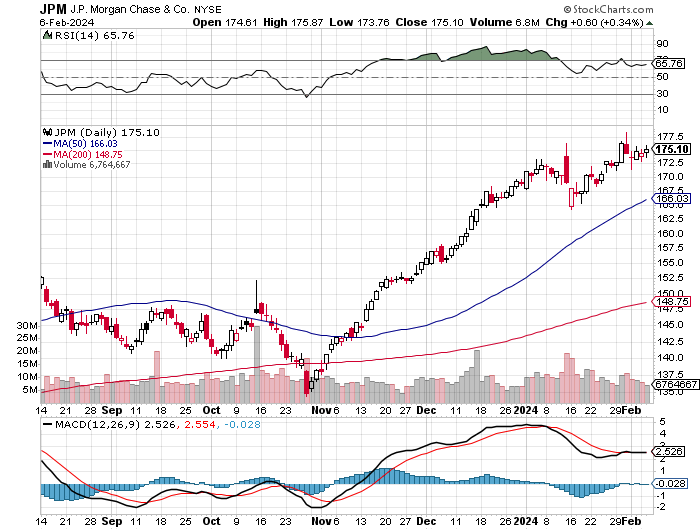 JPM J.P. Morgan Chase & Co. NYSE
© StockCharts.com
6-Feb-2024
Open 174.61 High 175.87 Low 173.76 Close 175.10 Volume 6.8M Chg +0.60 (+0.34%)
RSI(14) 65.76
90
70
65.76
50
30
10
JPM (Daily) 175.10
MA(50) 166.03
MA(200) 148.75
Volume 6,764,667
177.5
175.10
172.5
170.0
167.5
166.03
165.0
162.5
160.0
157.5
155.0
152.5
150.0
148.75
147.5
145.0
142.5
140.0
137.5
6764667
135.0
30M
25M
20M
15M
10M
5M
14 21 28 Sep 11 18 25 Oct 9 16 23 Nov 6 13 20 27 Dec 11 18 26 2024 8 16 22 29 Feb
MACD(12,26,9) 2.526, 2.554, -0.028
5
4
3
2.526
2
1
-0.028
-1
-2
14 21 28 Sep 11 18 25 Oct 9 16 23 Nov 6 13 20 27 Dec 11 18 26 2024 8 16 22 29 Feb